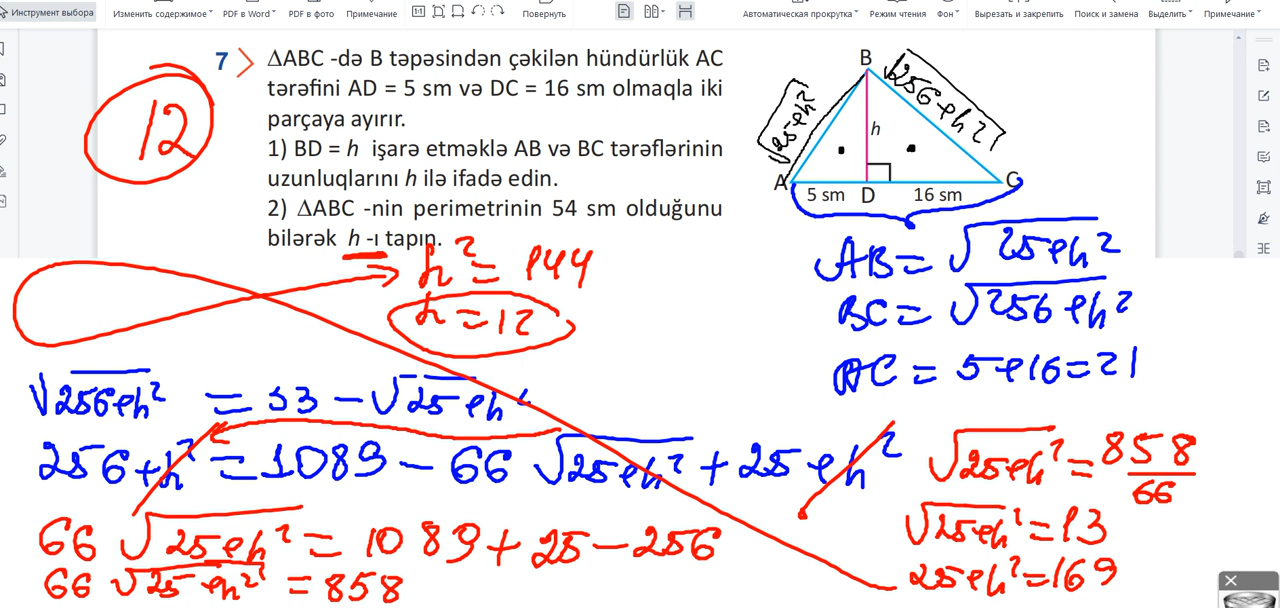 Инструмент выбора
Изменить содержимое
PDF в Word
PDF в фото
Примечание
Повернуть
Автоматическая прокрутка
Режим чтения
Фон
Вырезать и закрепить
Поиск и замена
Выделить
Примечание
12
7
ΔABC -də B təpəsindən çəkilən hündürlük AC
tərəfini AD = 5 sm və DC = 16 sm olmaqla iki
parçaya ayırır.
1) BD = h işarə etməklə AB və BC tərəflərinin
uzunluqlarını h ilə ifadə edin.
2) ΔABC -nin perimetrinin 54 sm olduğunu
bilərək h -ı tapın.
B
√25+h²
√256+h²
h
A
5 sm
D
16 sm
C
h² = 144
h = 12
AB = √25+h²
BC = √256+h²
AC = 5+16=21
√256+h² = 33 - √25+h²
256+h² = 1089 - 66 √25+h² + 25+h²
66 √25+h² = 1089 + 25 - 256
66 √25+h² = 858
√25+h² = 858/66
√25+h² = 13
25+h² = 169